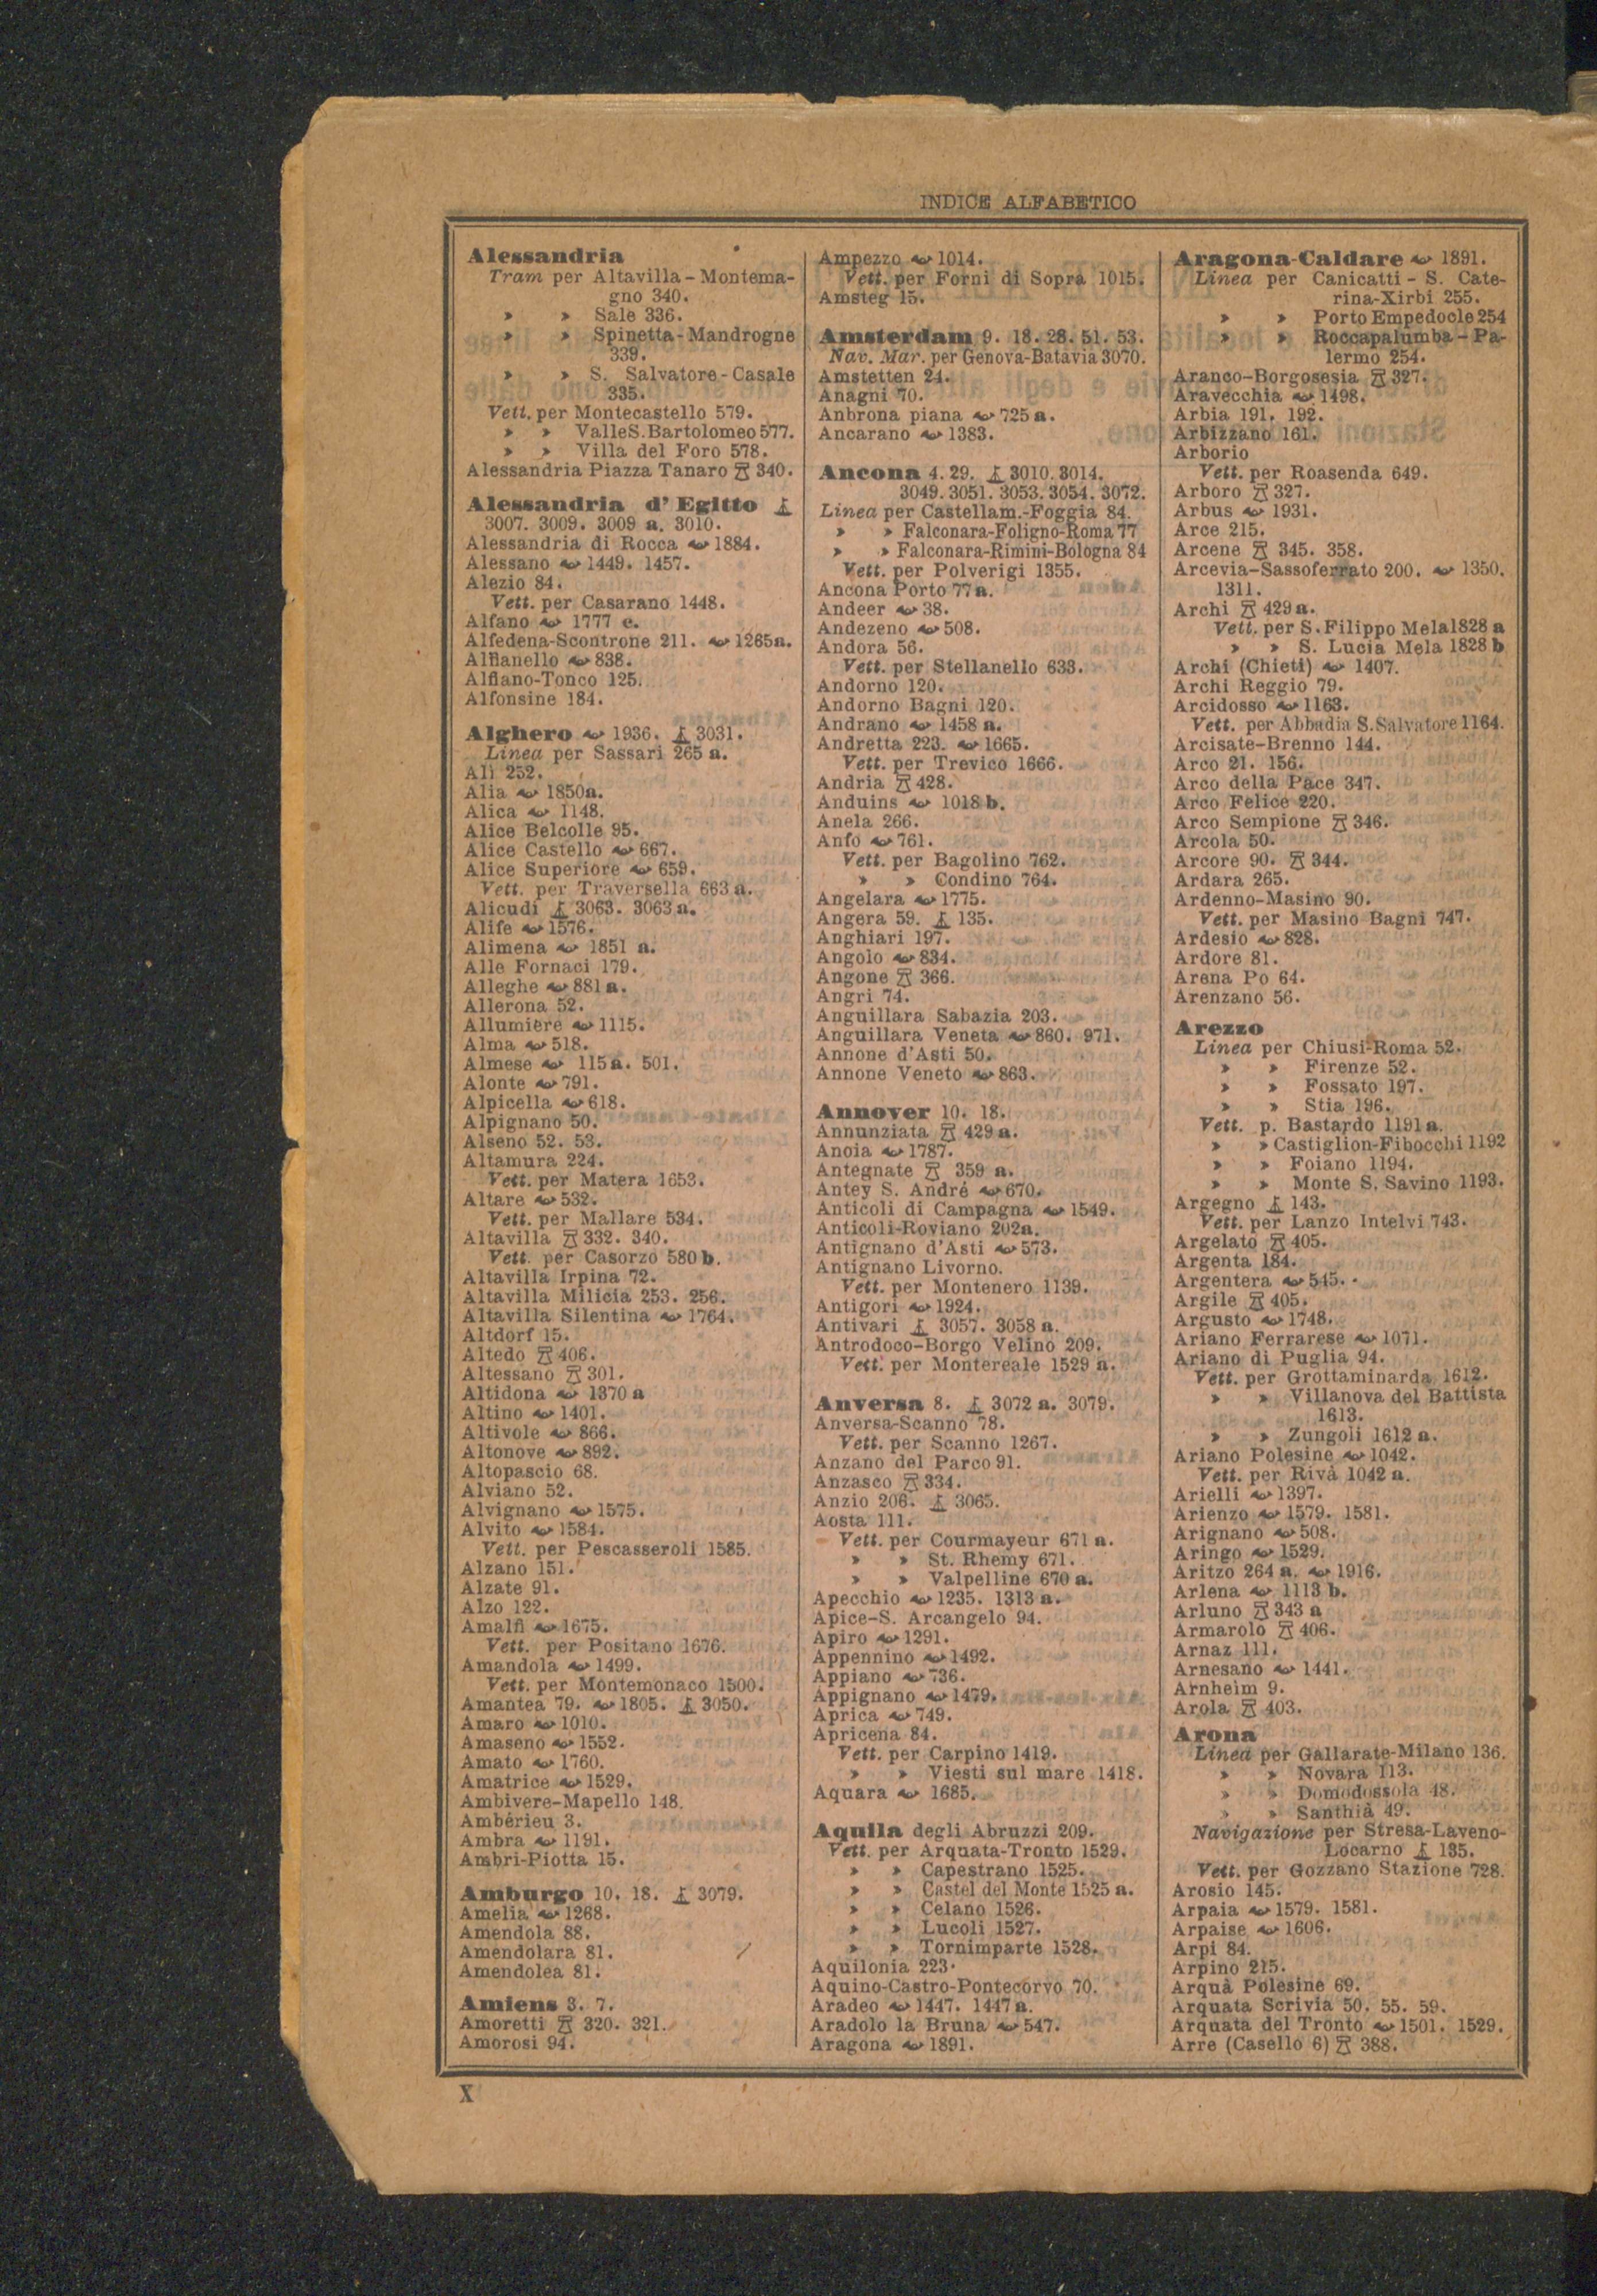 INDICE ALFABETICO
Alessandria
Tram per Altavilla - Montema-
gno 340.
» » Sale 336.
» » Spinetta - Mandrogne
339.
» » S. Salvatore - Casale
335.
Vett. per Montecastello 579.
» » Valle S. Bartolomeo 577.
» » Villa del Foro 578.
Alessandria Piazza Tanaro 340.
Alessandria d' Egitto
3007. 3009. 3009 a. 3010.
Alessandria di Rocca 1884.
Alessano 1449. 1457.
Alezio 84.
Vett. per Casarano 1448.
Alfano 1777 c.
Alfedena-Scontrone 211. 1265a.
Alfianello 838.
Alfiano-Tonco 125.
Alfonsine 184.
Alghero 1936. 3031.
Linea per Sassari 265 a.
Alì 252.
Alia 1850a.
Alica 1148.
Alice Belcolle 95.
Alice Castello 667.
Alice Superiore 659.
Vett. per Traversella 663 a.
Alicudi 3063. 3063 a.
Alife 1576.
Alimena 1851 a.
Alle Fornaci 179.
Alleghe 881 a.
Allerona 52.
Allumiere 1115.
Alma 518.
Almese 115 a. 501.
Alonte 791.
Alpicella 618.
Alpignano 50.
Alseno 52. 53.
Altamura 224.
Vett. per Matera 1653.
Altare 532.
Vett. per Mallare 534.
Altavilla 332. 340.
Vett. per Casorzo 580 b.
Altavilla Irpina 72.
Altavilla Milicia 253. 256.
Altavilla Silentina 1764.
Altdorf 15.
Altedo 406.
Altessano 301.
Altidona 1370 a
Altino 1401.
Altivole 866.
Altonove 892.
Altopascio 68.
Alviano 52.
Alvignano 1575.
Alvito 1584.
Vett. per Pescasseroli 1585.
Alzano 151.
Alzate 91.
Alzo 122.
Amalfi 1675.
Vett. per Positano 1676.
Amandola 1499.
Vett. per Montemonaco 1500.
Amantea 79. 1805. 3050.
Amaro 1010.
Amaseno 1552.
Amato 1760.
Amatrice 1529.
Ambivere-Mapello 148.
Ambérieu 3.
Ambra 1191.
Ambri-Piotta 15.
Amburgo 10. 18. 3079.
Amelia 1268.
Amendola 88.
Amendolara 81.
Amendolea 81.
Amiens 3. 7.
Amoretti 320. 321.
Amorosi 94.
Ampezzo 1014.
Vett. per Forni di Sopra 1015.
Amsteg 15.
Amsterdam 9. 18. 28. 51. 53.
Nav. Mar. per Genova-Batavia 3070.
Amstetten 24.
Anagni 70.
Anbrona piana 725 a.
Ancarano 1383.
Ancona 4. 29. 3010. 3014.
3049. 3051. 3053. 3054. 3072.
Linea per Castellam.-Foggia 84.
» » Falconara-Foligno-Roma 77
» » Falconara-Rimini-Bologna 84
Vett. per Polverigi 1355.
Ancona Porto 77 a.
Andeer 38.
Andezeno 508.
Andora 56.
Vett. per Stellanello 633.
Andorno 120.
Andorno Bagni 120.
Andrano 1458 a.
Andretta 223. 1665.
Vett. per Trevico 1666.
Andria 428.
Anduins 1018 b.
Anela 266.
Anfo 761.
Vett. per Bagolino 762.
» » Condino 764.
Angelara 1775.
Angera 59. 135.
Anghiari 197.
Angolo 834.
Angone 366.
Angri 74.
Anguillara Sabazia 203.
Anguillara Veneta 860. 971.
Annone d'Asti 50.
Annone Veneto 863.
Annover 10. 18.
Annunziata 429 a.
Anoia 1787.
Antegnate 359 a.
Antey S. André 670.
Anticoli di Campagna 1549.
Anticoli-Roviano 202a.
Antignano d'Asti 573.
Antignano Livorno.
Vett. per Montenero 1139.
Antigori 1924.
Antivari 3057. 3058 a.
Antrodoco-Borgo Velino 209.
Vett. per Montereale 1529 a.
Anversa 8. 3072 a. 3079.
Anversa-Scanno 78.
Vett. per Scanno 1267.
Anzano del Parco 91.
Anzasco 334.
Anzio 206. 3065.
Aosta 111.
Vett. per Courmayeur 671 a.
» » St. Rhemy 671.
» » Valpelline 670 a.
Apecchio 1235. 1313 a.
Apice-S. Arcangelo 94.
Apiro 1291.
Appennino 1492.
Appiano 736.
Appignano 1479.
Aprica 749.
Apricena 84.
Vett. per Carpino 1419.
» » Viesti sul mare 1418.
Aquara 1685.
Aquila degli Abruzzi 209.
Vett. per Arquata-Tronto 1529.
» » Capestrano 1525.
» » Castel del Monte 1525 a.
» » Celano 1526.
» » Lucoli 1527.
» » Tornimparte 1528.
Aquilonia 223.
Aquino-Castro-Pontecorvo 70.
Aradeo 1447. 1447 a.
Aradolo la Bruna 547.
Aragona 1891.
Aragona-Caldare 1891.
Linea per Canicatti - S. Cate-
rina-Xirbi 255.
» » Porto Empedocle 254
» » Roccapalumba - Pa-
lermo 254.
Aranco-Borgosesia 327.
Aravecchia 1498.
Arbia 191. 192.
Arbizzano 161.
Arborio
Vett. per Roasenda 649.
Arboro 327.
Arbus 1931.
Arce 215.
Arcene 345. 358.
Arcevia-Sassoferrato 200. 1350.
1311.
Archi 429 a.
Vett. per S. Filippo Mela 1828 a
» » S. Lucia Mela 1828 b
Archi (Chieti) 1407.
Archi Reggio 79.
Arcidosso 1163.
Vett. per Abbadia S. Salvatore 1164.
Arcisate-Brenno 144.
Arco 21. 156.
Arco della Pace 347.
Arco Felice 220.
Arco Sempione 346.
Arcola 50.
Arcore 90. 344.
Ardara 265.
Ardenno-Masino 90.
Vett. per Masino Bagni 747.
Ardesio 828.
Ardore 81.
Arena Po 64.
Arenzano 56.
Arezzo
Linea per Chiusi-Roma 52.
» » Firenze 52.
» » Fossato 197.
» » Stia 196.
Vett. p. Bastardo 1191 a.
» » Castiglion-Fibocchi 1192
» » Foiano 1194.
» » Monte S. Savino 1193.
Argegno 143.
Vett. per Lanzo Intelvi 743.
Argelato 405.
Argenta 184.
Argentera 545.
Argile 405.
Argusto 1748.
Ariano Ferrarese 1071.
Ariano di Puglia 94.
Vett. per Grottaminarda 1612.
» » Villanova del Battista
1613.
» » Zungoli 1612 a.
Ariano Polesine 1042.
Vett. per Rivà 1042 a.
Arielli 1397.
Arienzo 1579. 1581.
Arignano 508.
Aringo 1529.
Aritzo 264 a. 1916.
Arlena 1113 b.
Arluno 343 a
Armarolo 406.
Arnaz 111.
Arnesano 1441.
Arnheim 9.
Arola 403.
Arona
Linea per Gallarate-Milano 136.
» » Novara 113.
» » Domodossola 48.
» » Santhià 49.
Navigazione per Stresa-Laveno-
Locarno 135.
Vett. per Gozzano Stazione 728.
Arosio 145.
Arpaia 1579. 1581.
Arpaise 1606.
Arpi 84.
Arpino 215.
Arquà Polesine 69.
Arquata Scrivia 50. 55. 59.
Arquata del Tronto 1501. 1529.
Arre (Casello 6) 388.
X